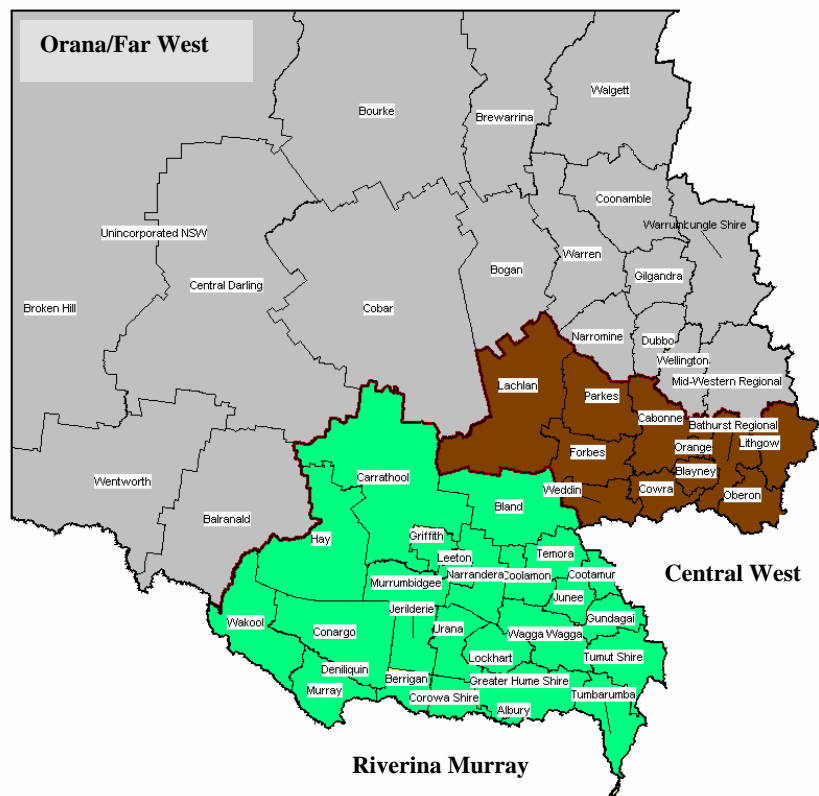 Orana/Far West
Walgett
Bourke
Brewarrina
Coonamble
Warrumbungle Shire
Unincorporated NSW
Warren
Bogan
Gilgandra
Central Darling
Cobar
Broken Hill
Narromine
Dubbo
Wellington
Mid-Western Regional
Lachlan
Parkes
Cabonne
Bathurst Regional
Orange
Lithgow
Forbes
Blayney
Carrathool
Wentworth
Weddin
Cowra
Oberon
Bland
Balranald
Hay
Griffith
Leeton
Temora
Narrandera
Coolamon
Cootamur
Central West
Murrumbidgee
Junee
Jerilderie
Gundagai
Wakool
Conargo
Urana
Wagga Wagga
Lockhart
Tumut Shire
Deniliquin
Berrigan
Greater Hume Shire
Murray
Corowa Shire
Tumbarumba
Albury
Riverina Murray